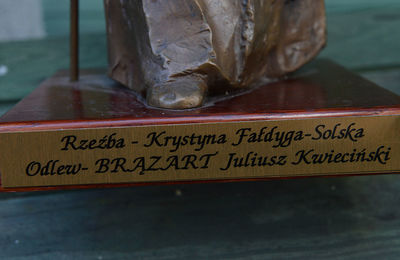 Rzeźba - Krystyna Fałdyga-Solska
Odlew- BRĄZART Juliusz Kwieciński